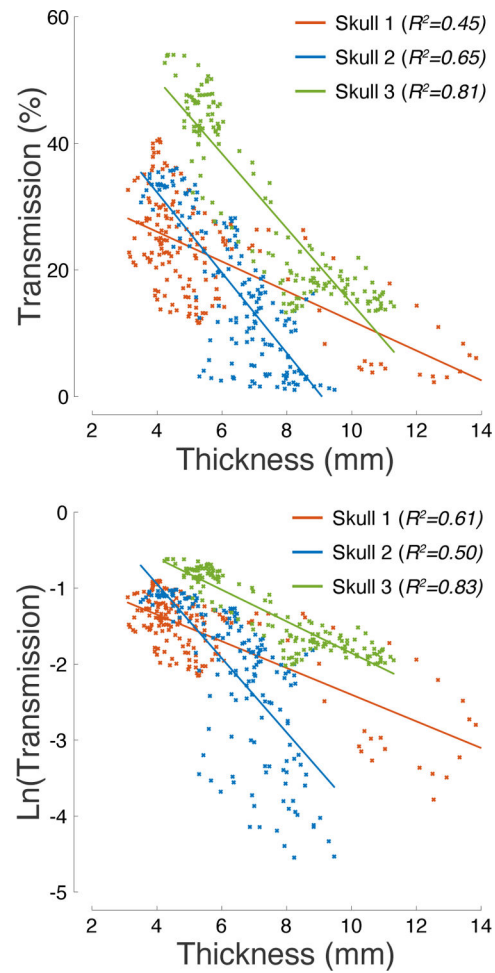 60
Skull 1 (R²=0.45)
Skull 2 (R²=0.65)
Skull 3 (R²=0.81)
40
Transmission (%)
20
0
2 4 6 8 10 12 14
Thickness (mm)
0
Skull 1 (R²=0.61)
Skull 2 (R²=0.50)
Skull 3 (R²=0.83)
-1
-2
Ln(Transmission)
-3
-4
-5
2 4 6 8 10 12 14
Thickness (mm)